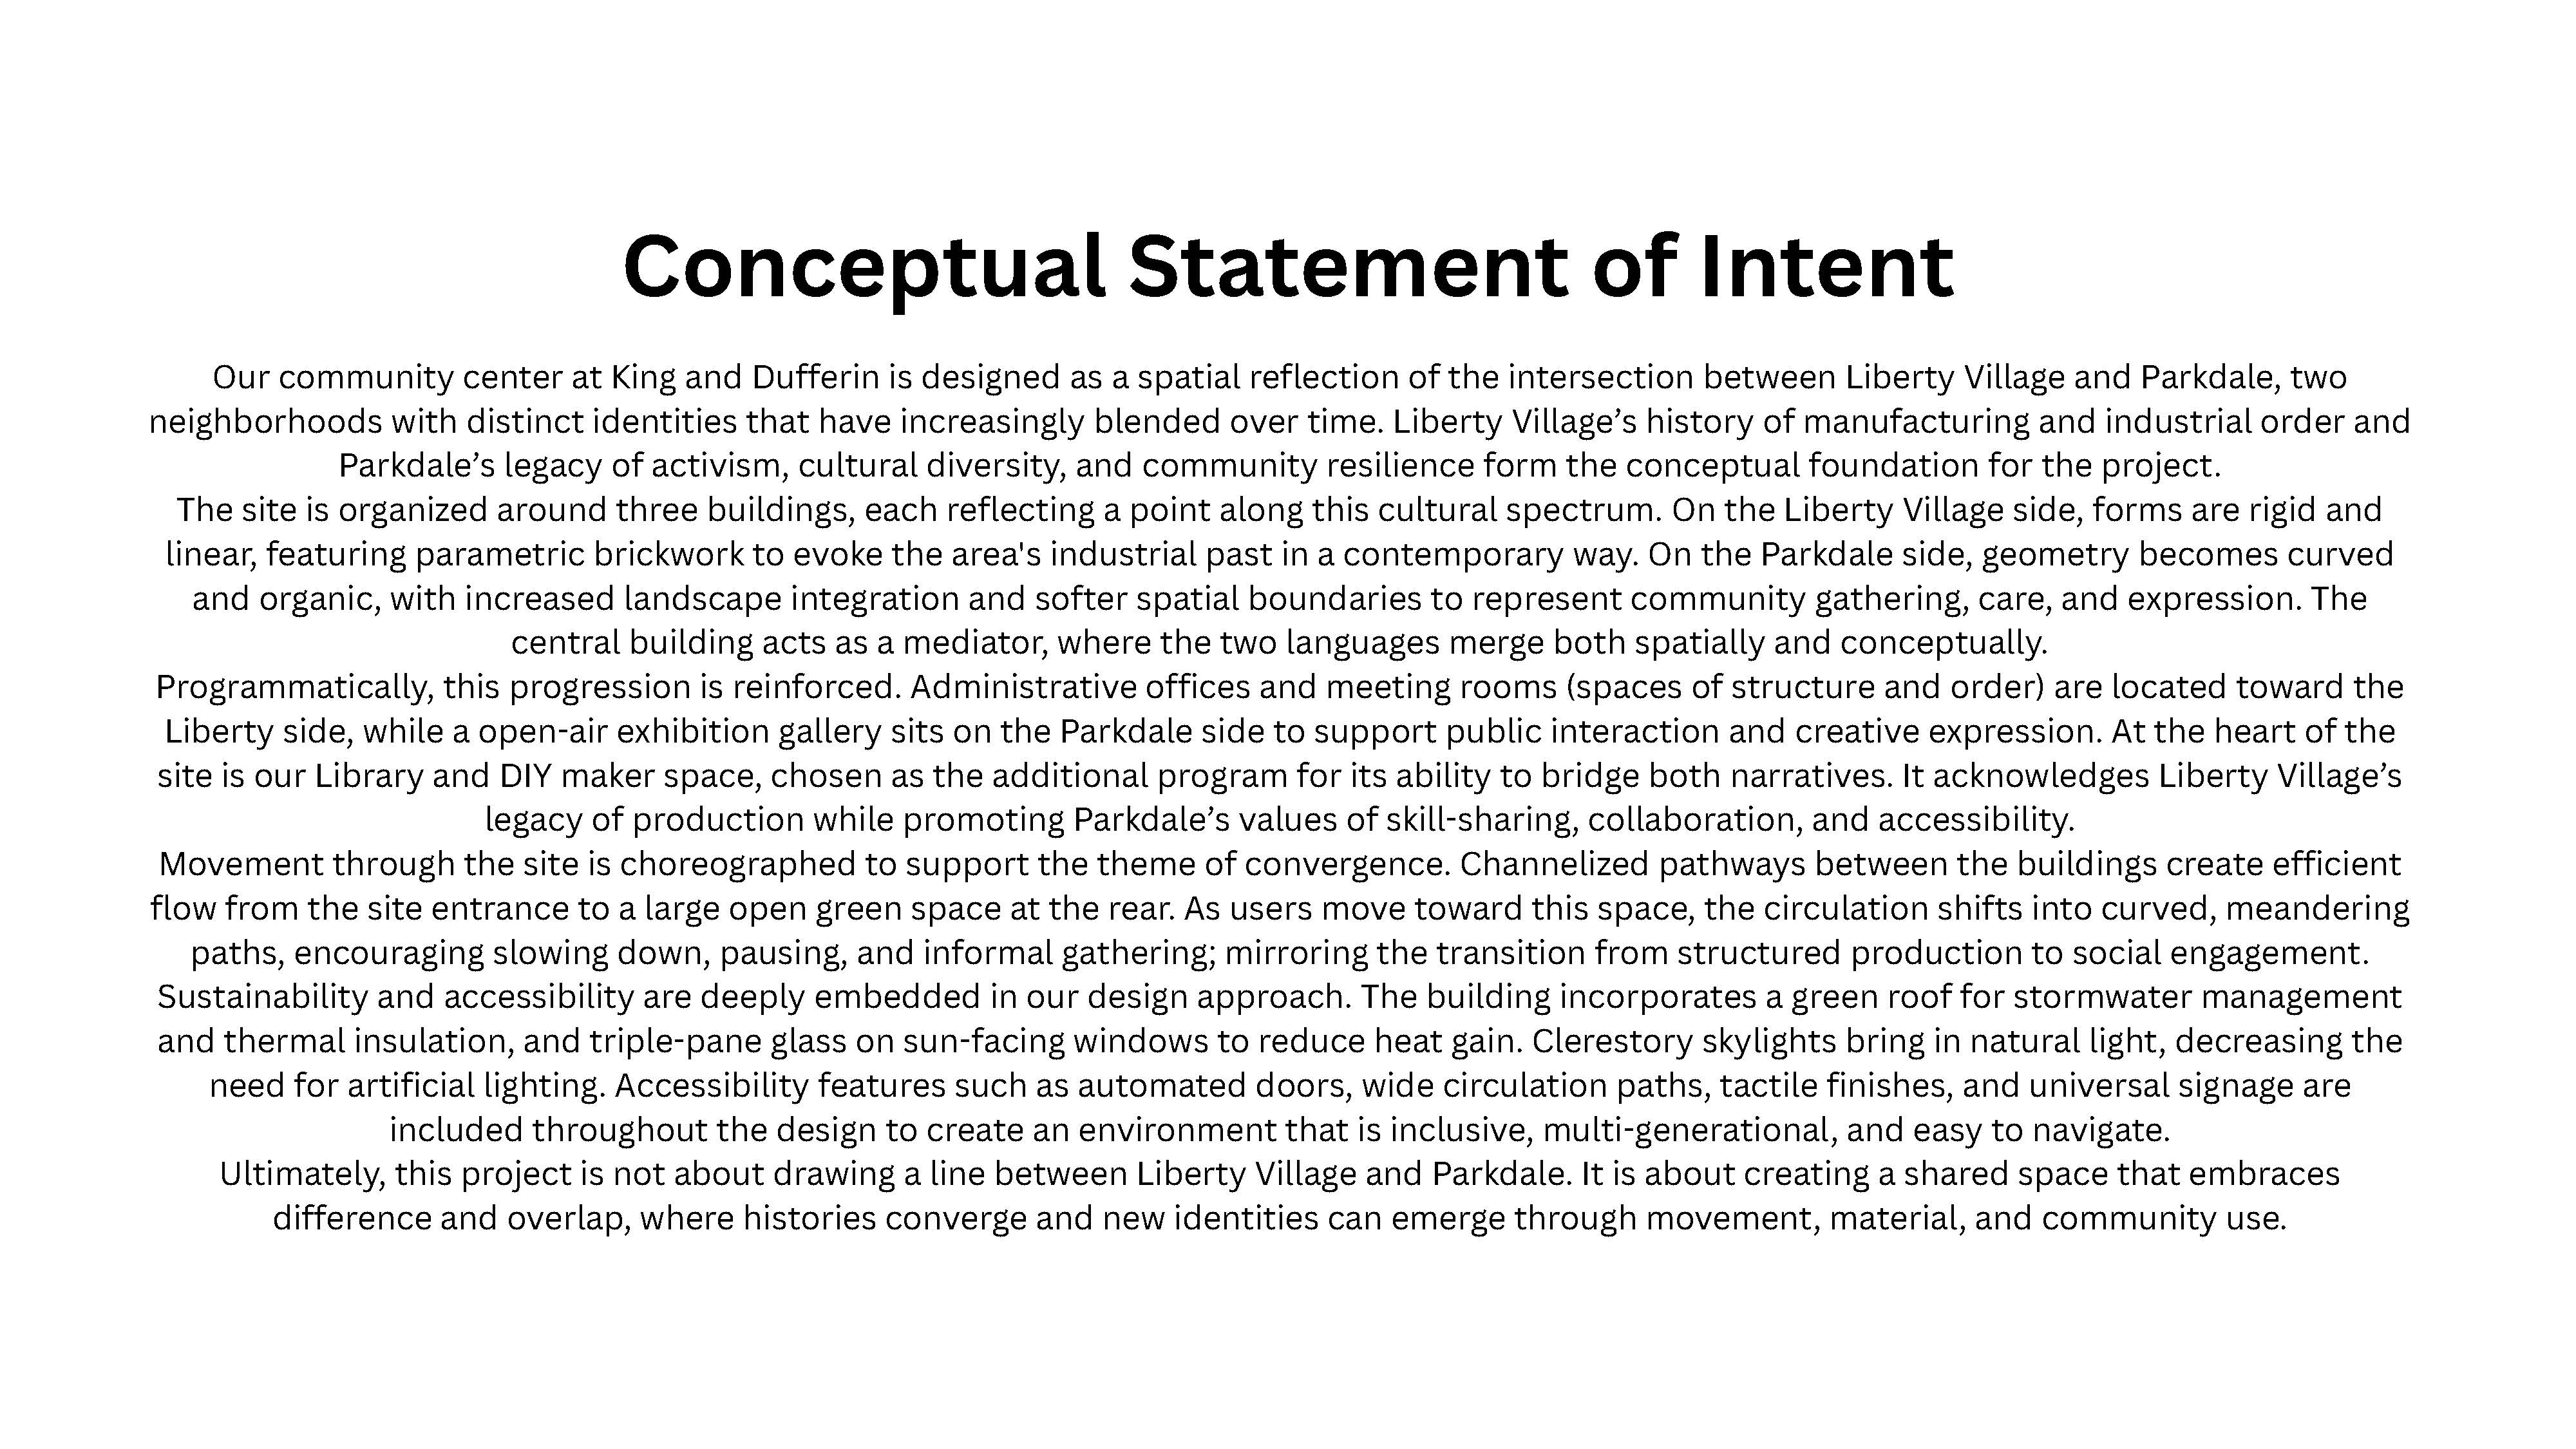 Conceptual Statement of Intent
Our community center at King and Dufferin is designed as a spatial reflection of the intersection between Liberty Village and Parkdale, two
neighborhoods with distinct identities that have increasingly blended over time. Liberty Village’s history of manufacturing and industrial order and
Parkdale’s legacy of activism, cultural diversity, and community resilience form the conceptual foundation for the project.
The site is organized around three buildings, each reflecting a point along this cultural spectrum. On the Liberty Village side, forms are rigid and
linear, featuring parametric brickwork to evoke the area's industrial past in a contemporary way. On the Parkdale side, geometry becomes curved
and organic, with increased landscape integration and softer spatial boundaries to represent community gathering, care, and expression. The
central building acts as a mediator, where the two languages merge both spatially and conceptually.
Programmatically, this progression is reinforced. Administrative offices and meeting rooms (spaces of structure and order) are located toward the
Liberty side, while a open-air exhibition gallery sits on the Parkdale side to support public interaction and creative expression. At the heart of the
site is our Library and DIY maker space, chosen as the additional program for its ability to bridge both narratives. It acknowledges Liberty Village’s
legacy of production while promoting Parkdale’s values of skill-sharing, collaboration, and accessibility.
Movement through the site is choreographed to support the theme of convergence. Channelized pathways between the buildings create efficient
flow from the site entrance to a large open green space at the rear. As users move toward this space, the circulation shifts into curved, meandering
paths, encouraging slowing down, pausing, and informal gathering; mirroring the transition from structured production to social engagement.
Sustainability and accessibility are deeply embedded in our design approach. The building incorporates a green roof for stormwater management
and thermal insulation, and triple-pane glass on sun-facing windows to reduce heat gain. Clerestory skylights bring in natural light, decreasing the
need for artificial lighting. Accessibility features such as automated doors, wide circulation paths, tactile finishes, and universal signage are
included throughout the design to create an environment that is inclusive, multi-generational, and easy to navigate.
Ultimately, this project is not about drawing a line between Liberty Village and Parkdale. It is about creating a shared space that embraces
difference and overlap, where histories converge and new identities can emerge through movement, material, and community use.